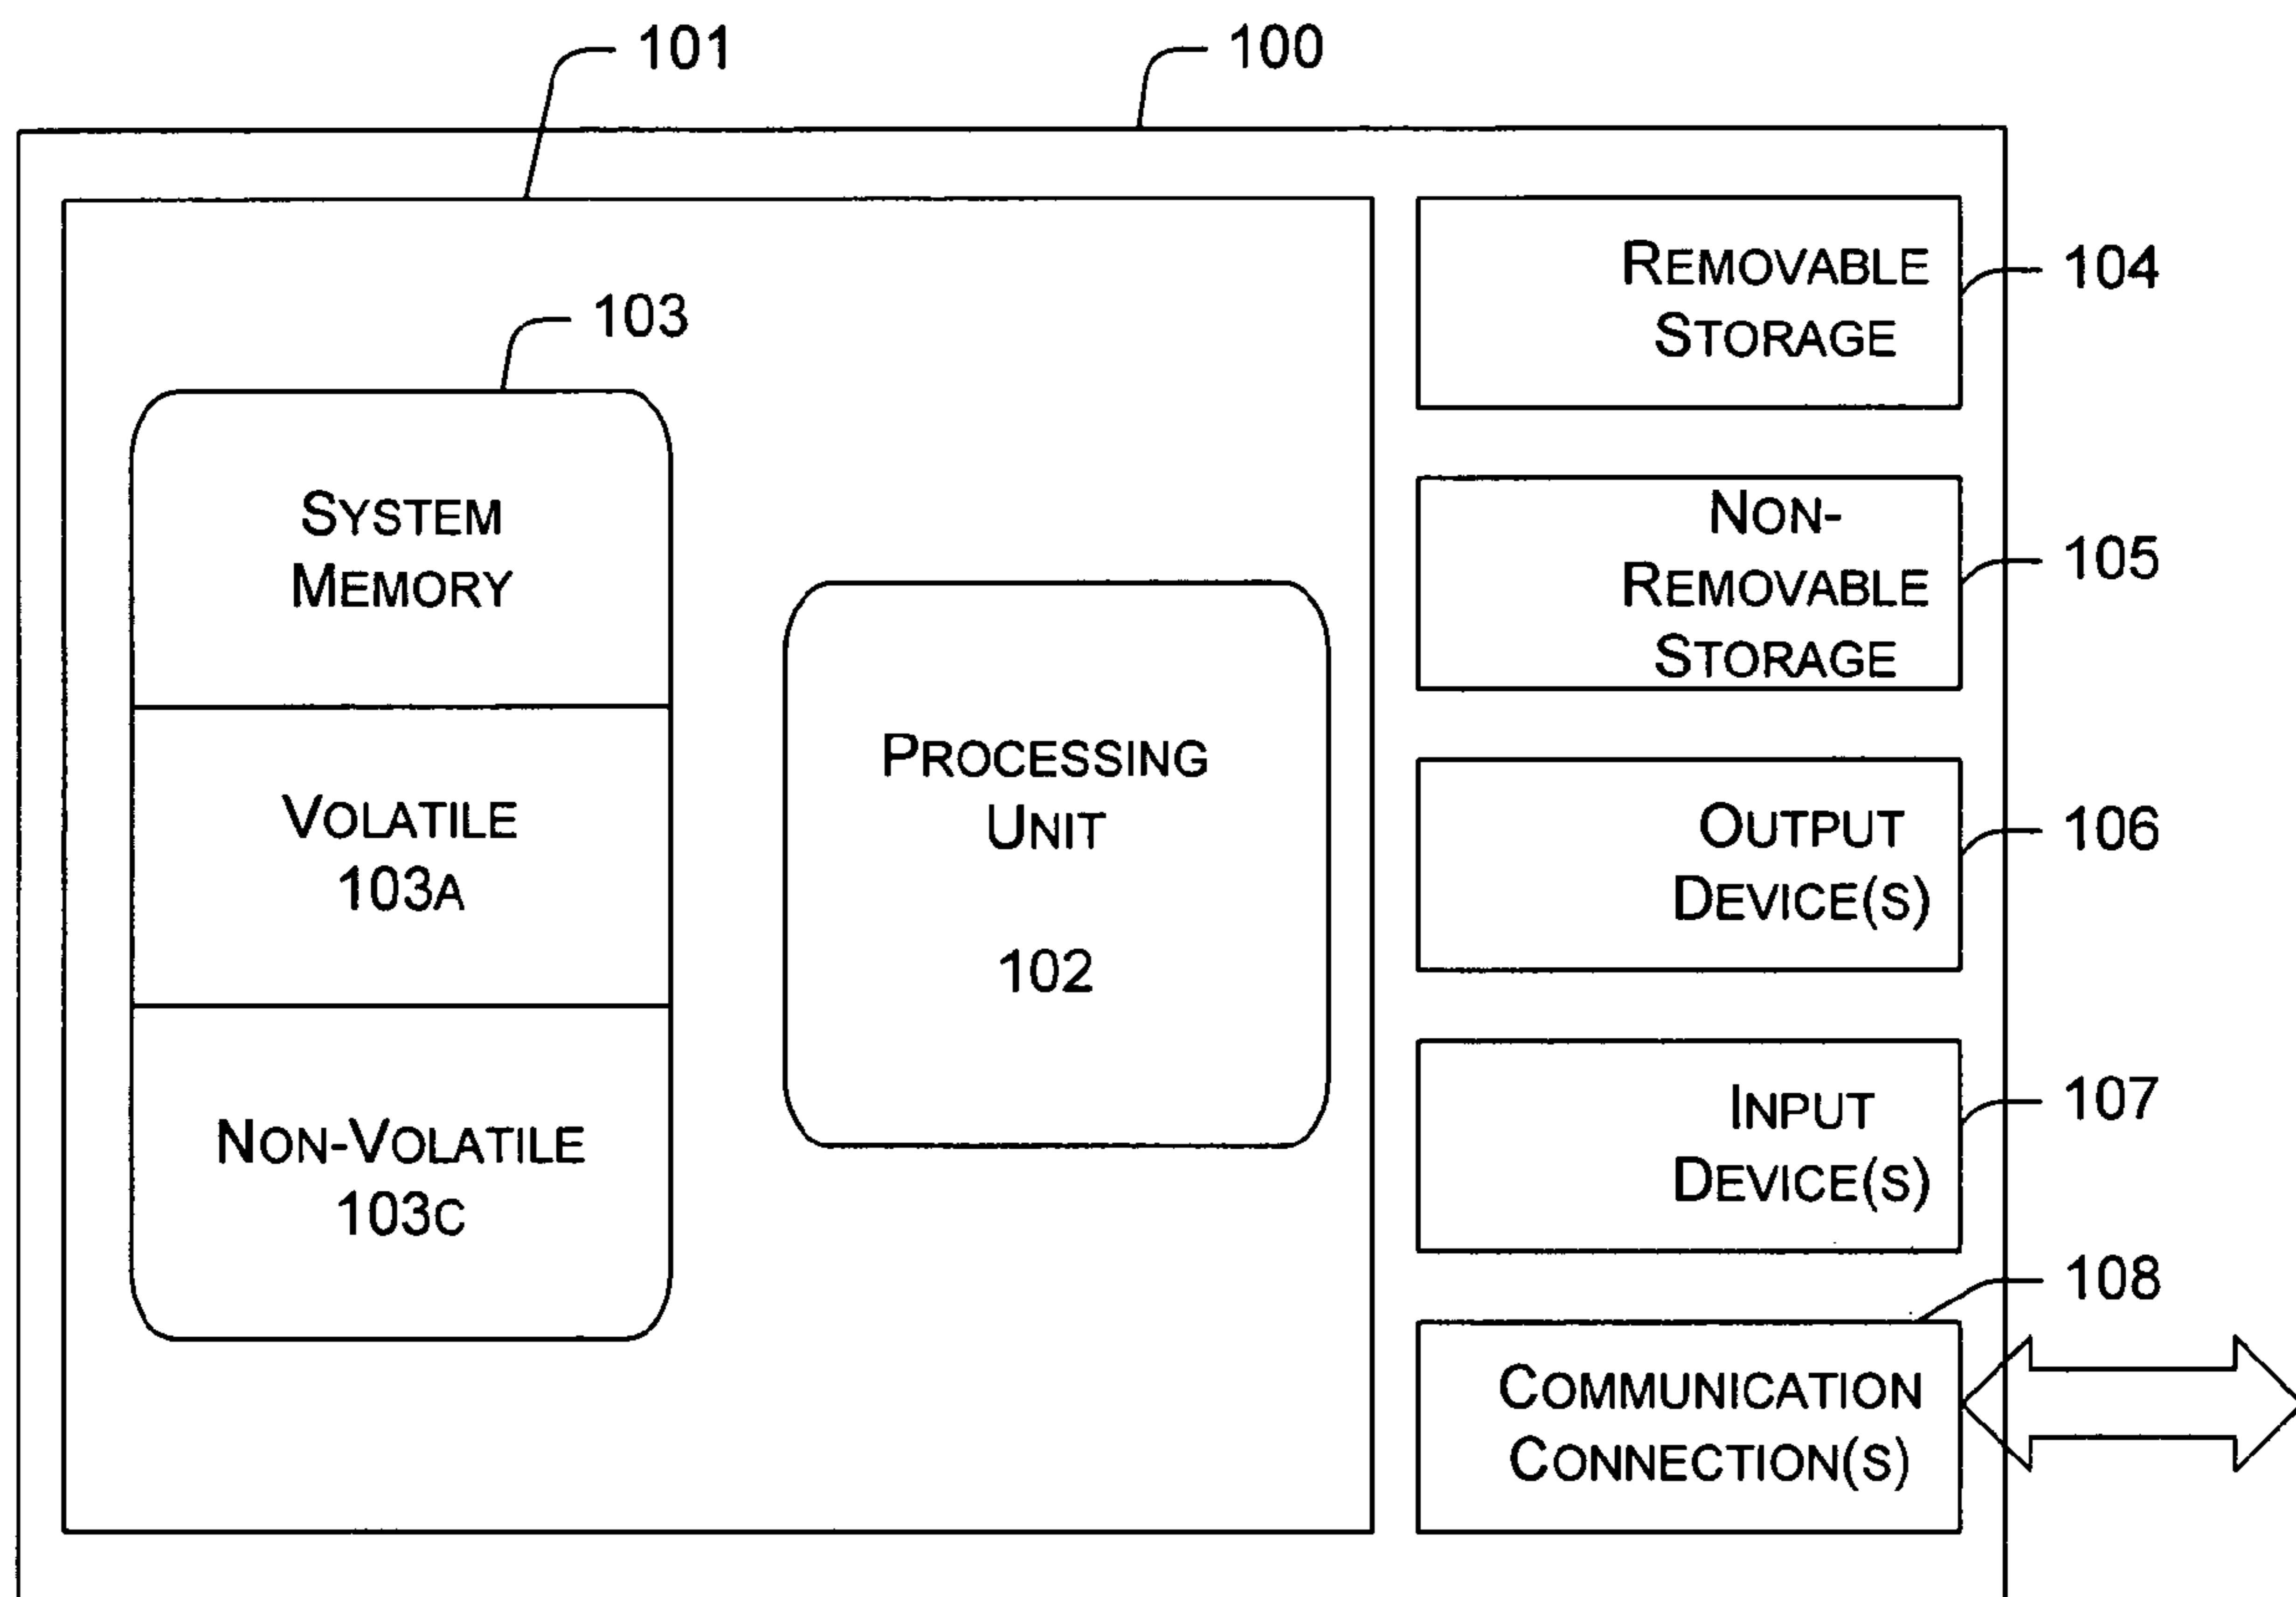 101
100
103
SYSTEM
MEMORY
VOLATILE
103A
NON-VOLATILE
103C
PROCESSING
UNIT
102
REMOVABLE
STORAGE
104
NON-
REMOVABLE
STORAGE
105
OUTPUT
DEVICE(S)
106
INPUT
DEVICE(S)
107
108
COMMUNICATION
CONNECTION(S)